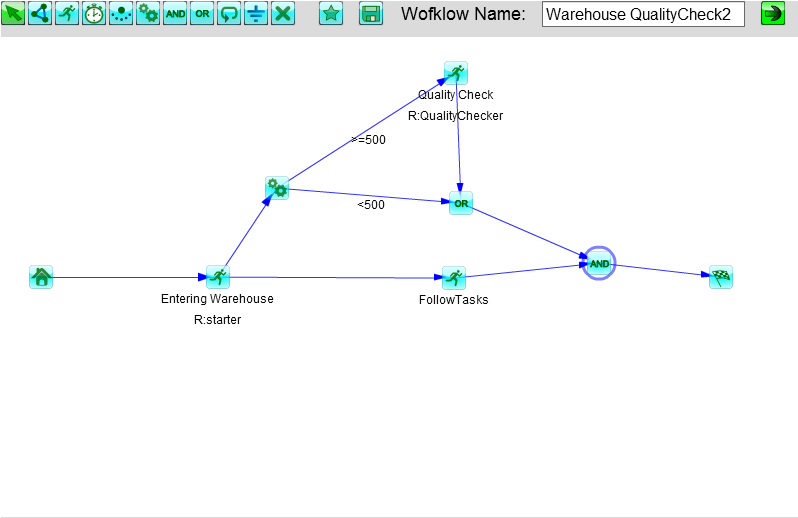 AND OR Wofklow Name: Warehouse QualityCheck2
Quality Check
R:QualityChecker
>=500
<500
OR
AND
Entering Warehouse
R:starter
FollowTasks